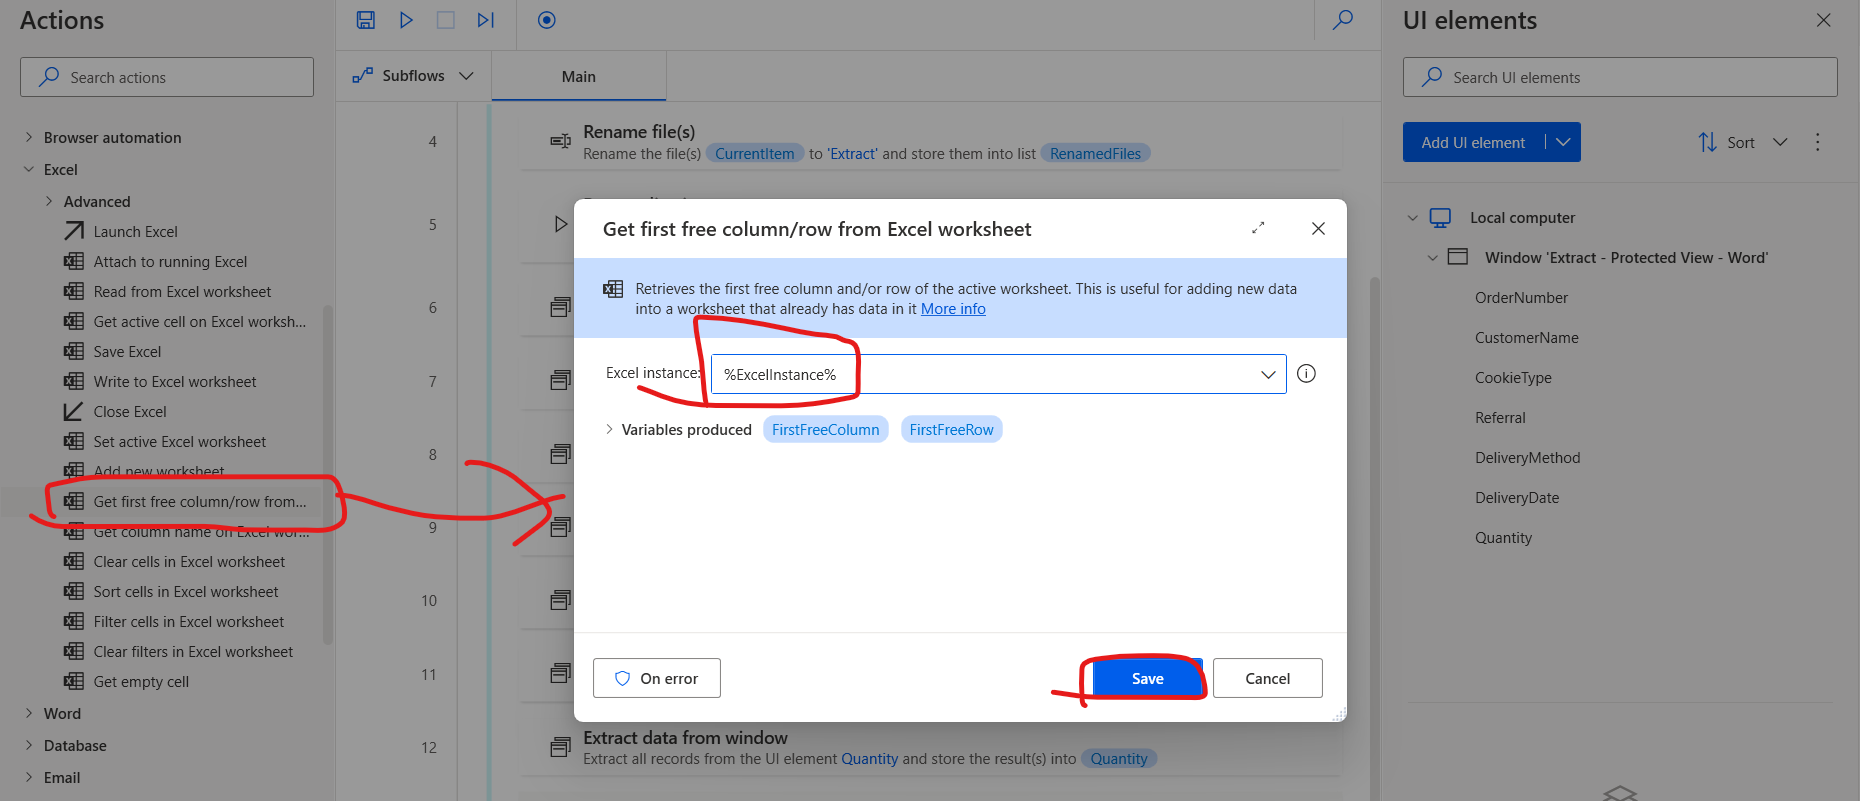 Actions
Search actions
Browser automation
Excel
Advanced
Launch Excel
Attach to running Excel
Read from Excel worksheet
Get active cell on Excel worksh...
Save Excel
Write to Excel worksheet
Close Excel
Set active Excel worksheet
Add new worksheet
Get first free column/row from...
Get column name on Excel wor...
Clear cells in Excel worksheet
Sort cells in Excel worksheet
Filter cells in Excel worksheet
Clear filters in Excel worksheet
Get empty cell
Word
Database
Email
Subflows
Main
4
Rename file(s)
Rename the file(s) CurrentItem to 'Extract' and store them into list RenamedFiles
5
6
7
8
9
10
11
12
Get first free column/row from Excel worksheet
Retrieves the first free column and/or row of the active worksheet. This is useful for adding new data
into a worksheet that already has data in it More info
Excel instance:
%ExcelInstance%
Variables produced FirstFreeColumn FirstFreeRow
On error
Save
Cancel
Extract data from window
Extract all records from the UI element Quantity and store the result(s) into Quantity
UI elements
Search UI elements
Add UI element
Sort
Local computer
Window 'Extract - Protected View - Word'
OrderNumber
CustomerName
CookieType
Referral
DeliveryMethod
DeliveryDate
Quantity